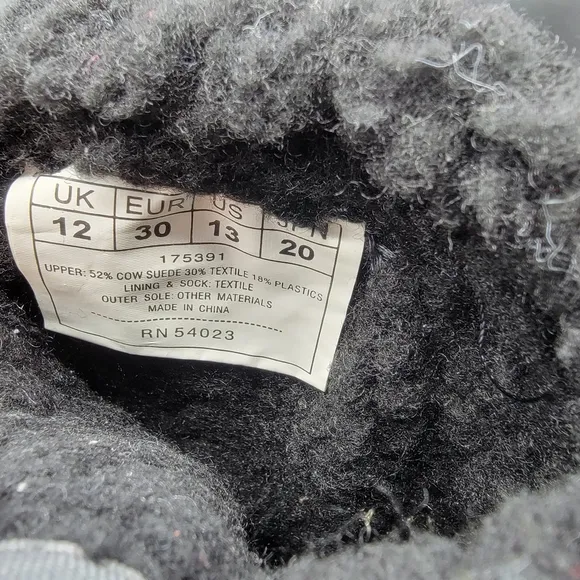 UK EUR US JPN
12 30 13 20
175391
UPPER: 52% COW SUEDE 30% TEXTILE 18% PLASTICS
LINING & SOCK: TEXTILE
OUTER SOLE: OTHER MATERIALS
MADE IN CHINA
RN 54023